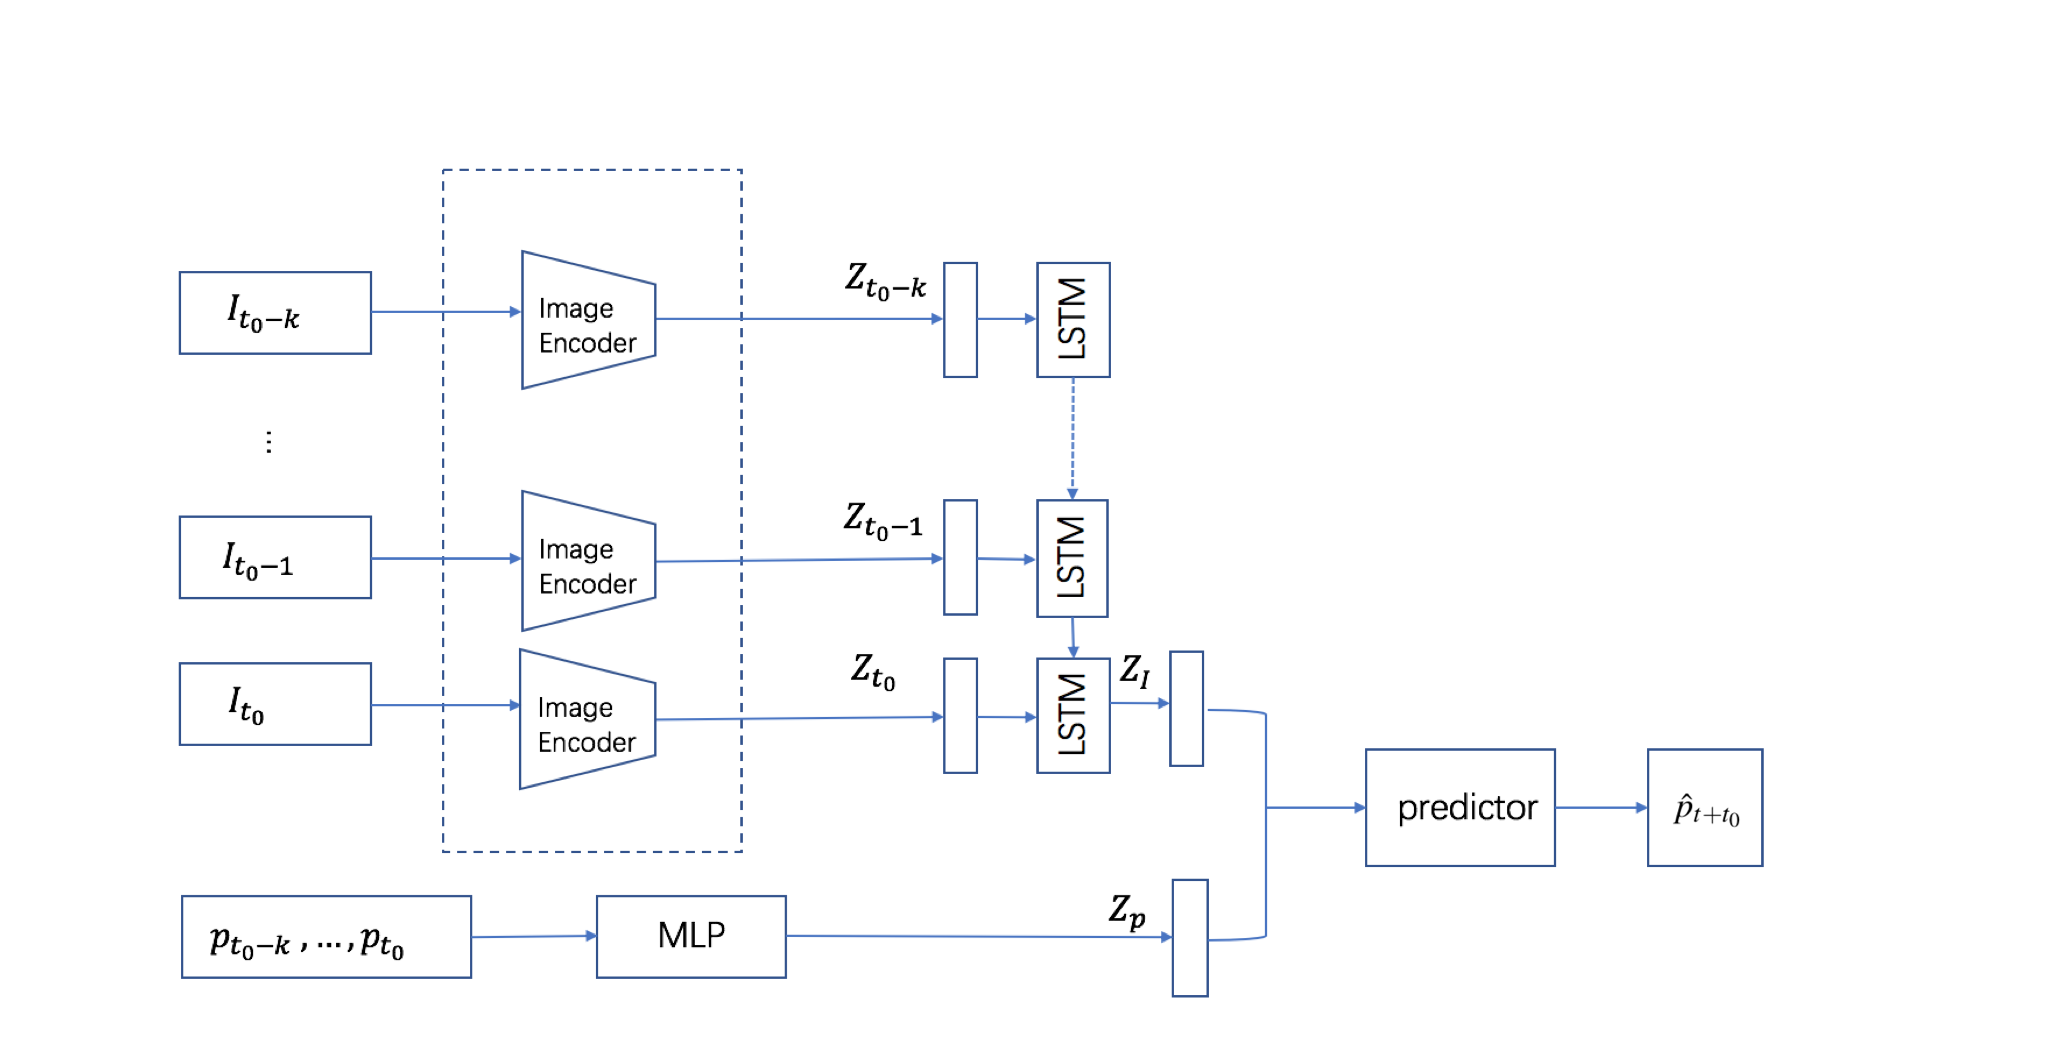 I_{t_0-k}
Image
Encoder
Z_{t_0-k}
LSTM
⋮
I_{t_0-1}
Image
Encoder
Z_{t_0-1}
LSTM
I_{t_0}
Image
Encoder
Z_{t_0}
LSTM
Z_I
predictor
\hat{p}_{t+t_0}
p_{t_0-k} , ... , p_{t_0}
MLP
Z_p